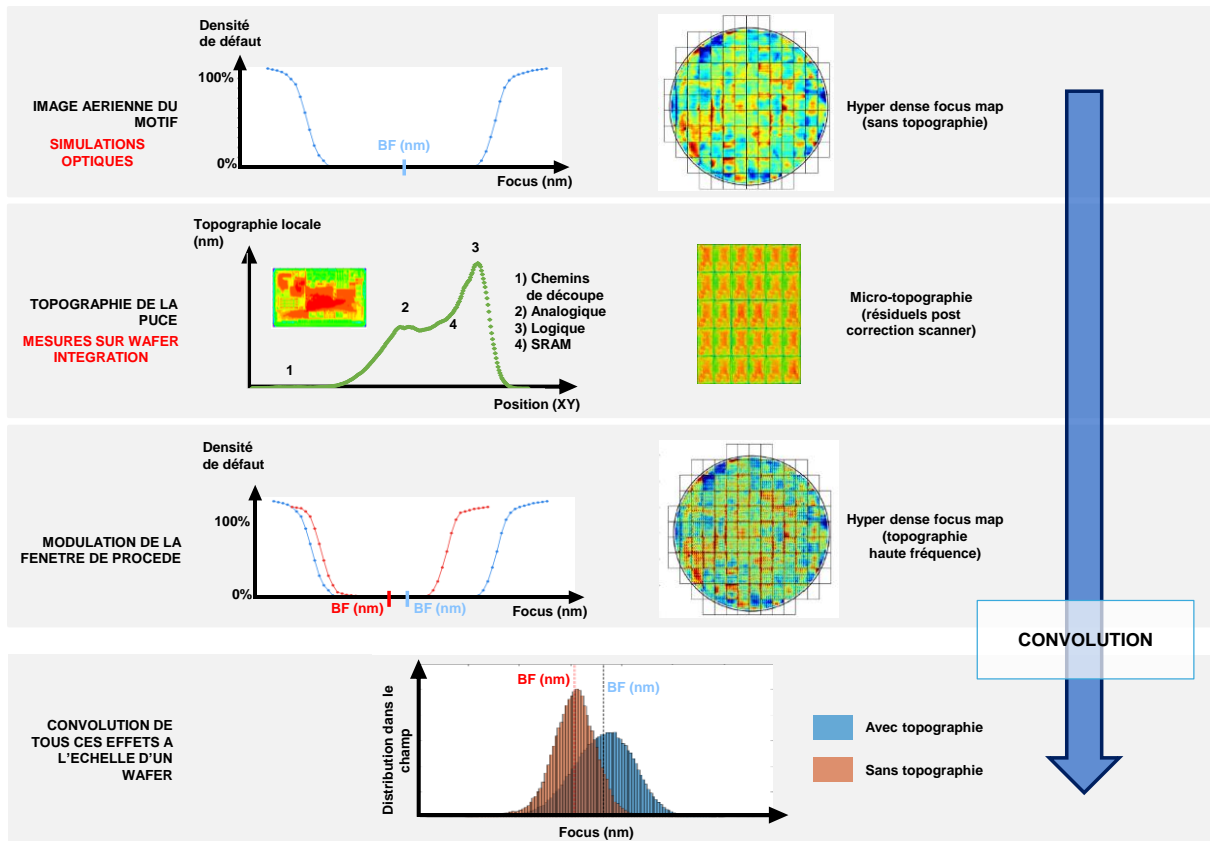 Densité
de défaut
100%
0%
BF (nm)
Focus (nm)
IMAGE AERIENNE DU
MOTIF
SIMULATIONS
OPTIQUES
Hyper dense focus map
(sans topographie)
Topographie locale
(nm)
1
2
3
4
1) Chemins
de découpe
2) Analogique
3) Logique
4) SRAM
Position (XY)
TOPOGRAPHIE DE LA
PUCE
MESURES SUR WAFER
INTEGRATION
Micro-topographie
(résiduels post
correction scanner)
Densité
de défaut
100%
0%
BF (nm)
BF (nm)
Focus (nm)
MODULATION DE LA
FENETRE DE PROCEDE
Hyper dense focus map
(topographie
haute fréquence)
CONVOLUTION
CONVOLUTION DE
TOUS CES EFFETS A
L'ECHELLE D'UN
WAFER
Distribution dans le
champ
BF (nm)
BF (nm)
Focus (nm)
Avec topographie
Sans topographie